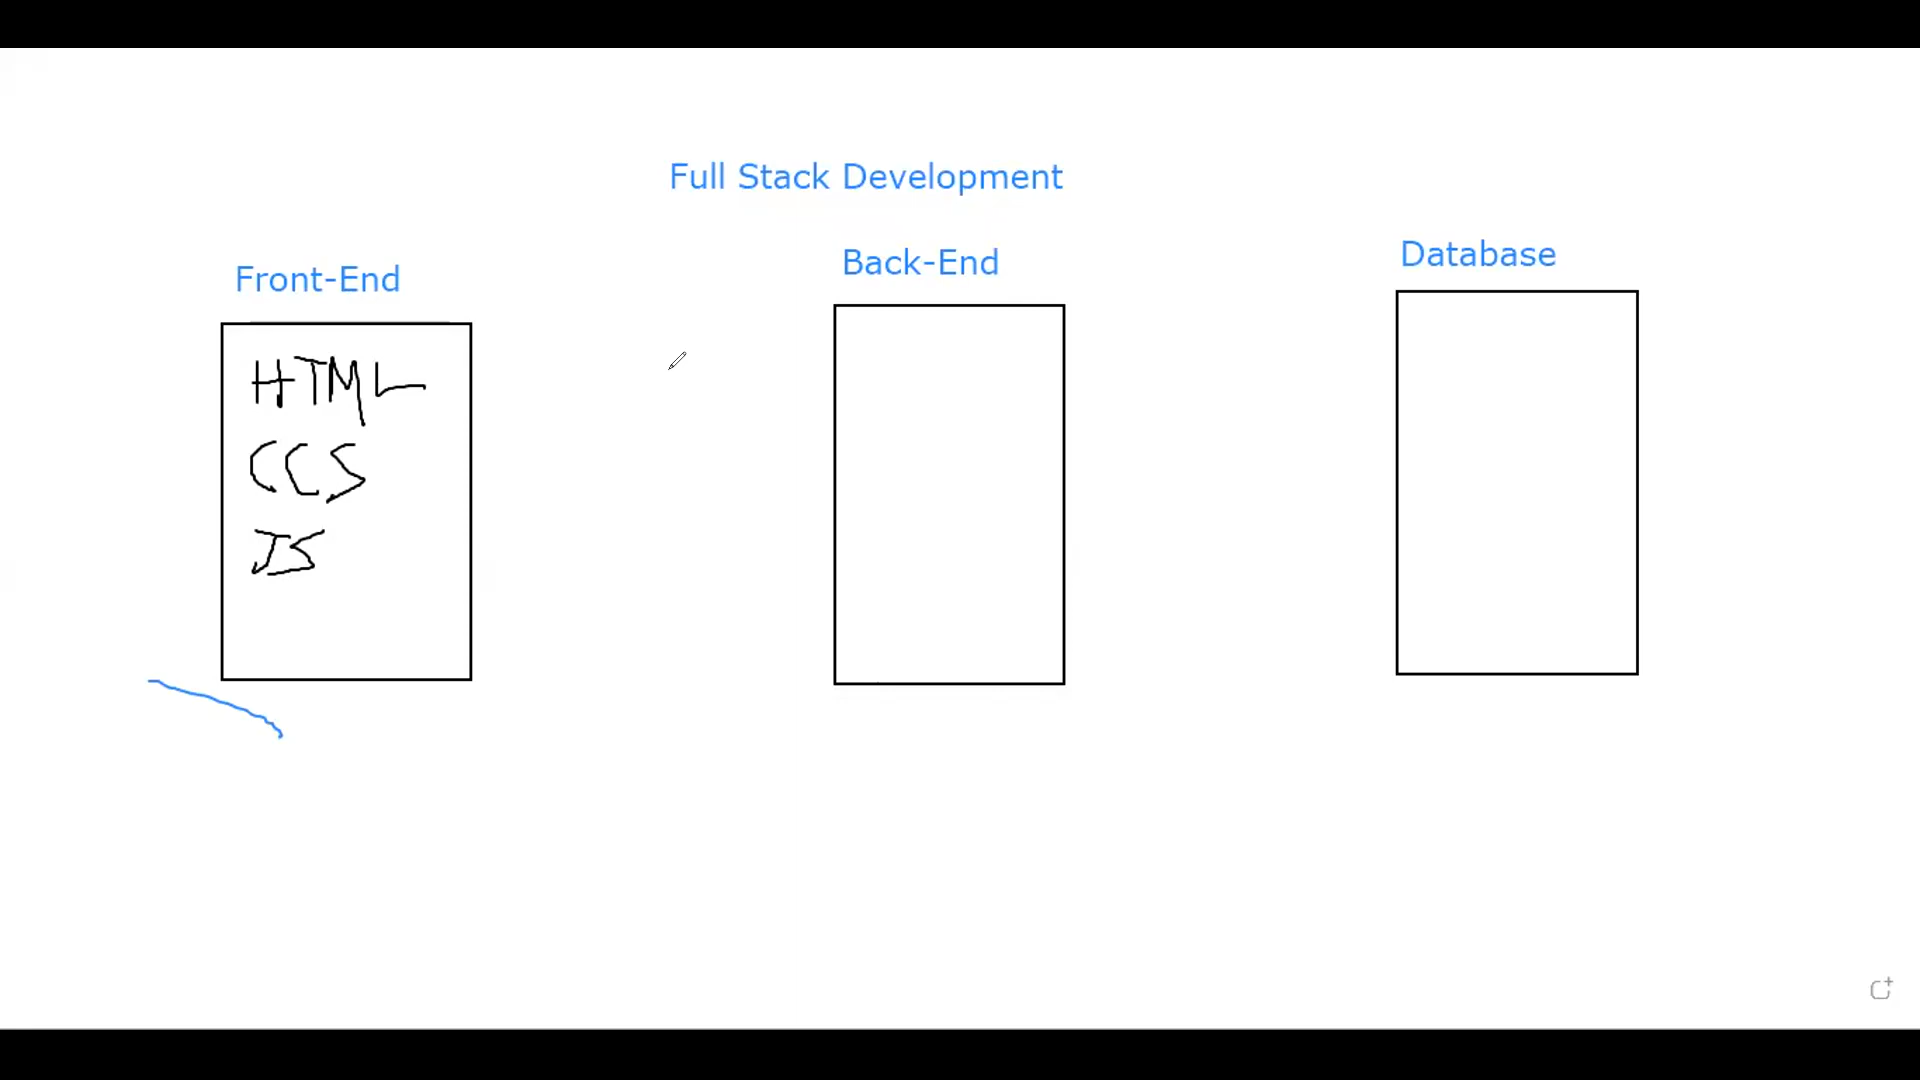 Full Stack Development
Front-End
HTML
CCS
JS
Back-End
Database